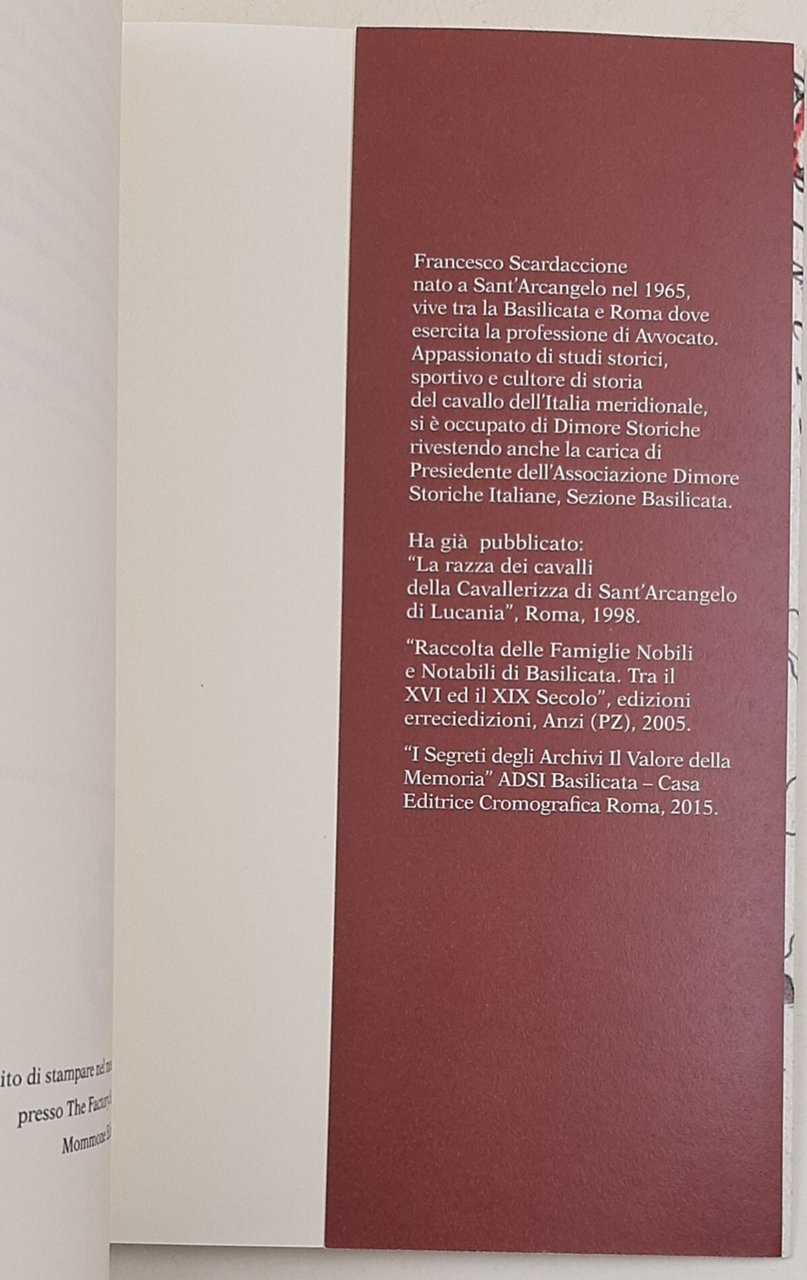 Francesco Scardaccione
nato a Sant'Arcangelo nel 1965,
vive tra la Basilicata e Roma dove
esercita la professione di Avvocato.
Appassionato di studi storici,
sportivo e cultore di storia
del cavallo dell'Italia meridionale,
si è occupato di Dimore Storiche
rivestendo anche la carica di
Presiedente dell'Associazione Dimore
Storiche Italiane, Sezione Basilicata.
Ha già  pubblicato:
“La razza dei cavalli
della Cavallerizza di Sant'Arcangelo
di Lucania”, Roma, 1998.
“Raccolta delle Famiglie Nobili
e Notabili di Basilicata. Tra il
XVI ed il XIX Secolo”, edizioni
erreciedizioni, Anzi (PZ), 2005.
“I Segreti degli Archivi Il Valore della
Memoria” ADSI Basilicata – Casa
Editrice Cromografica Roma, 2015.
ito di stampare nel
presso The Factory
Mommone